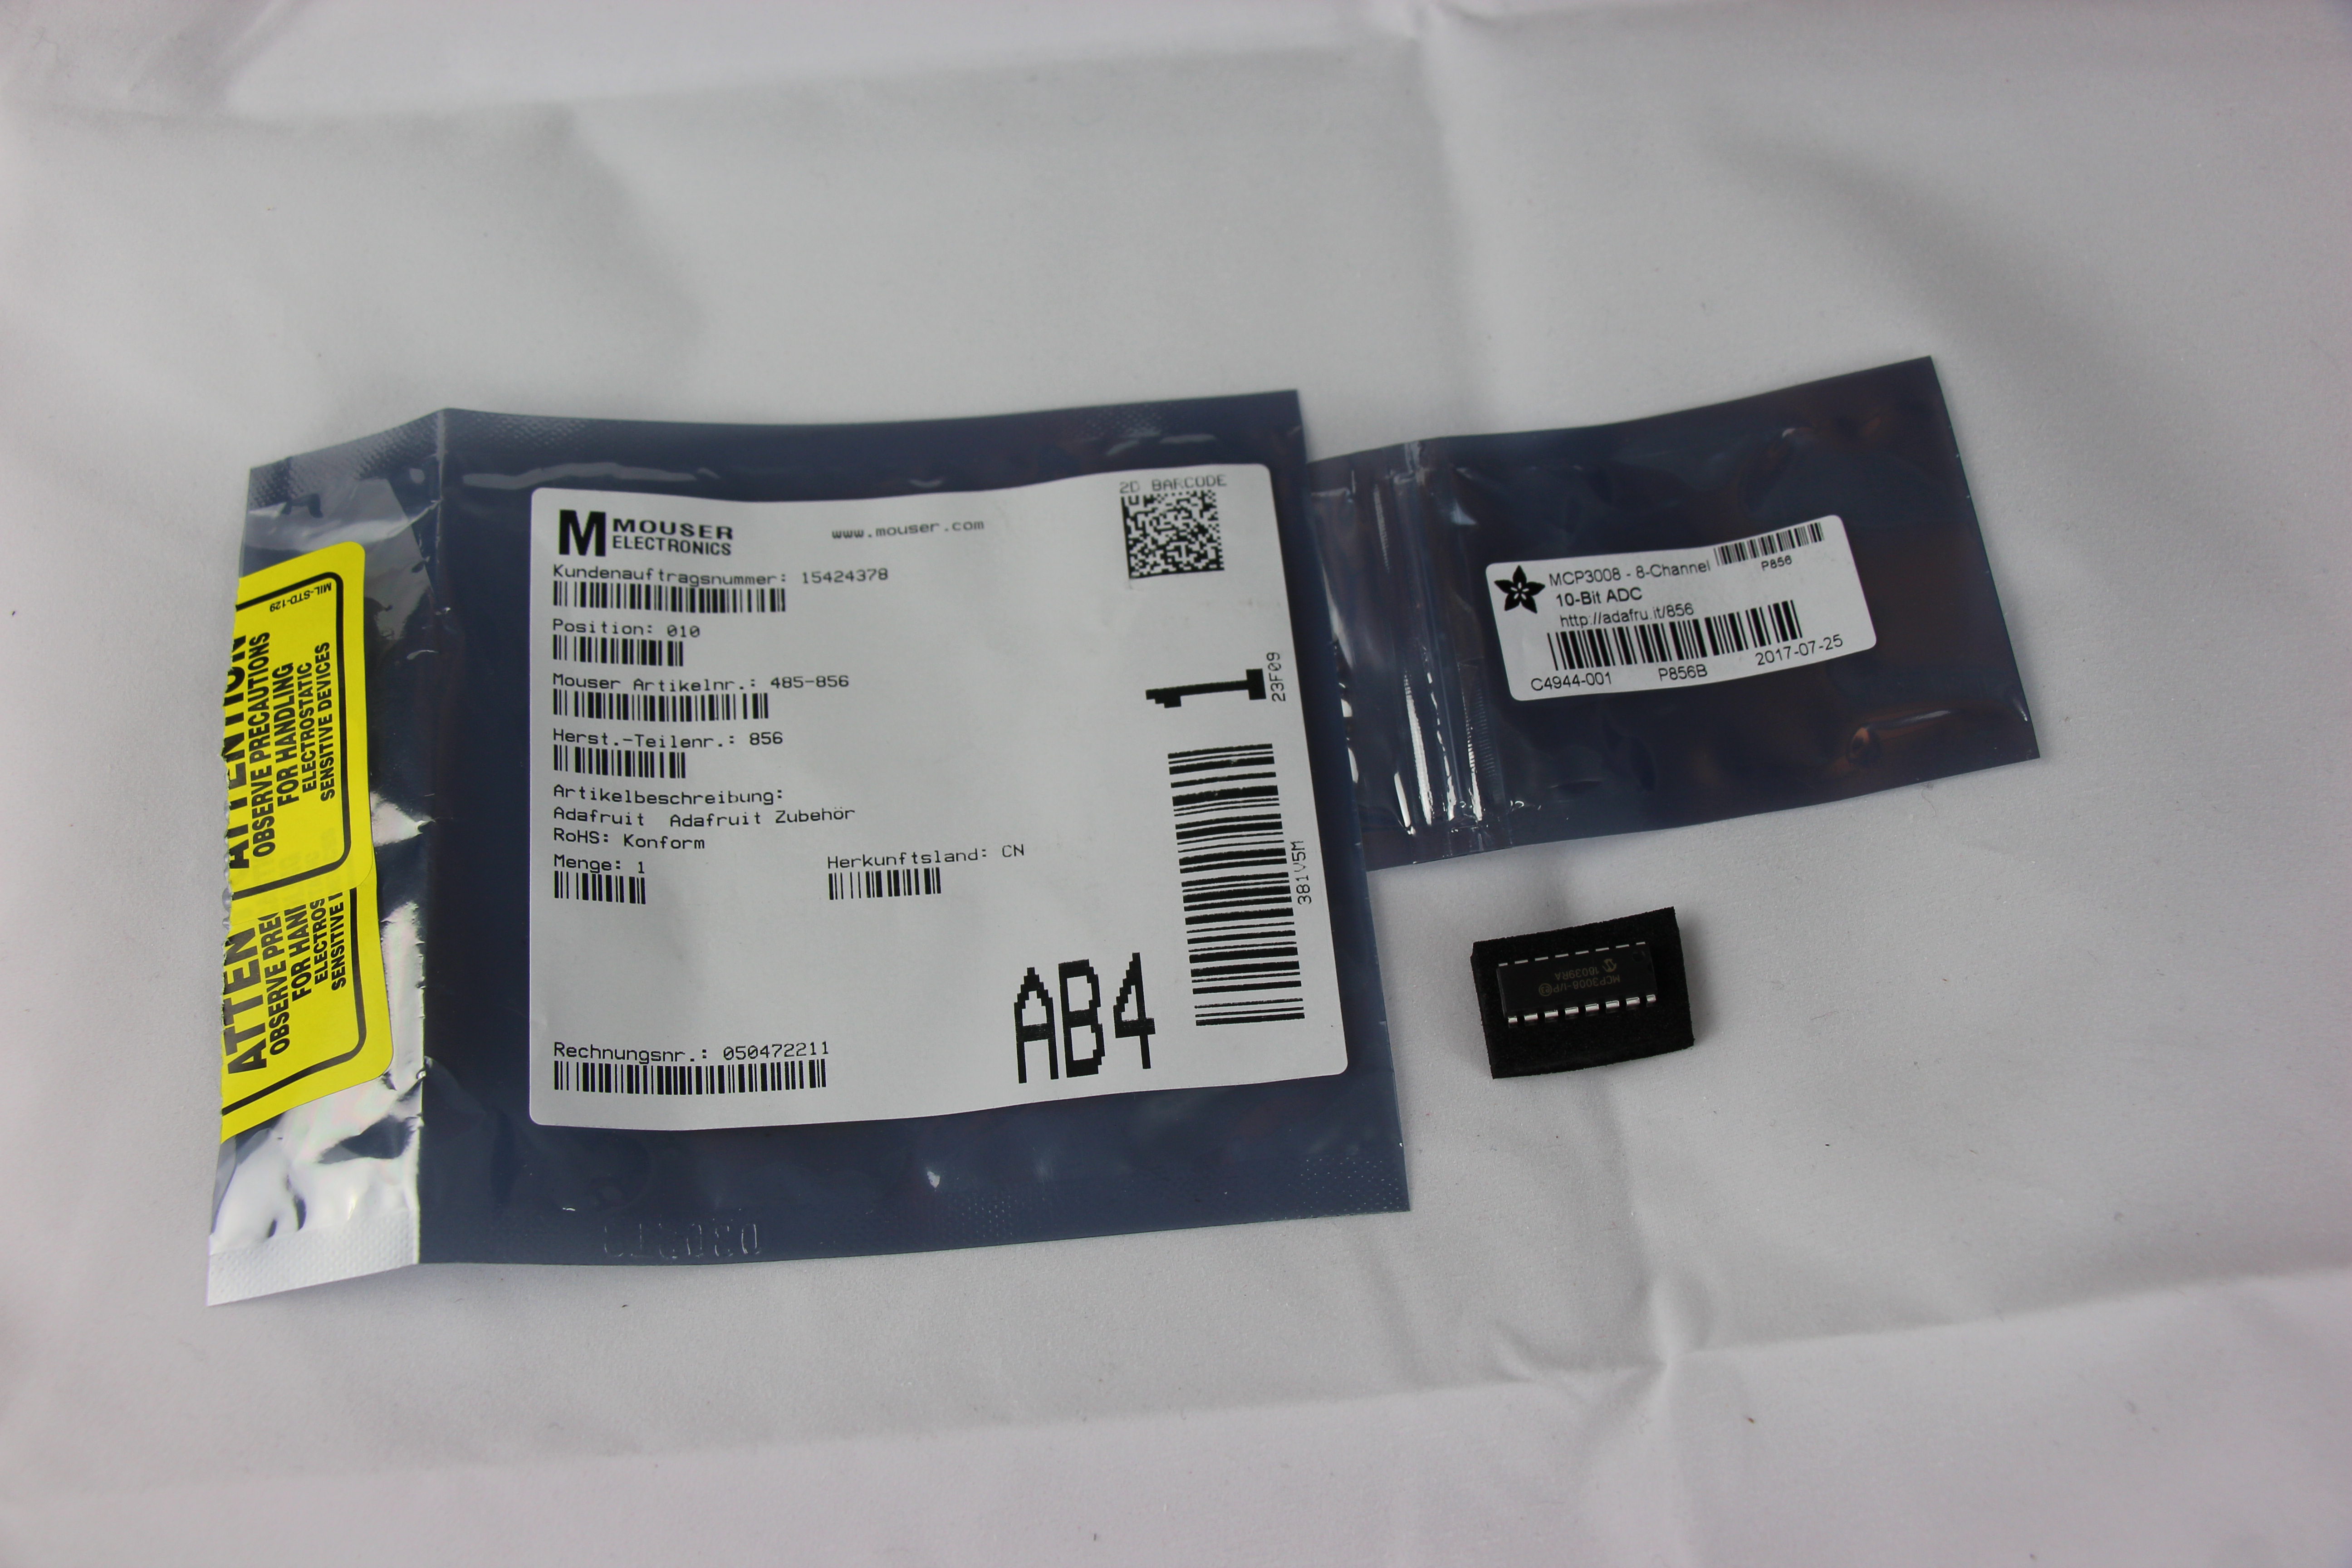 MIL-STD-129
ATTENTION
OBSERVE PRECAUTIONS
FOR HANDLING
ELECTROSTATIC
SENSITIVE DEVICES
ATTEN
OBSERVE PRE
FOR HAN
ELECTROS
SENSITIVE
M MOUSER
ELECTRONICS
www.mouser.com
2D BARCODE
Kundenauftragsnummer: 15424378
Position: 010
Mouser Artikelnr.: 485-856
Herst.-Teilenr.: 856
Artikelbeschreibung:
Adafruit Adafruit Zubehör
RoHS: Konform
Menge: 1
Herkunftsland: CN
Rechnungsnr.: 050472211
AB4
1
23F09
381V5M
MCP3008 - 8-Channel
P856
10-Bit ADC
http://adafru.it/856
C4944-001 P856B 2017-07-25
MCP3008-I/P